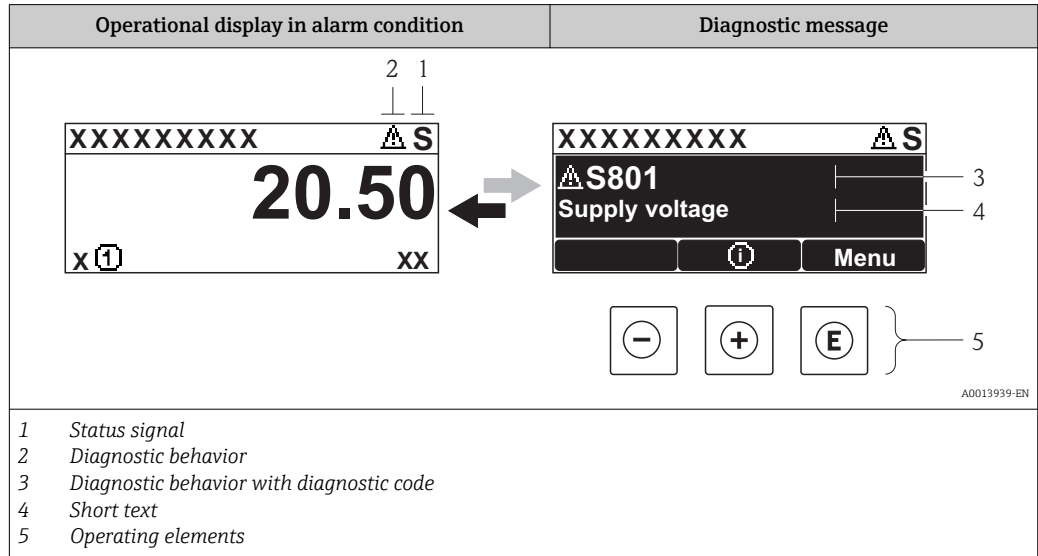 Operational display in alarm condition
Diagnostic message
2 1
XXXXXXXXX ⚠ S
20.50
X ① XX
XXXXXXXXX ⚠ S
⚠S801
3
Supply voltage
4
ⓘ Menu
− + E
5
A0013939-EN
1 Status signal
2 Diagnostic behavior
3 Diagnostic behavior with diagnostic code
4 Short text
5 Operating elements